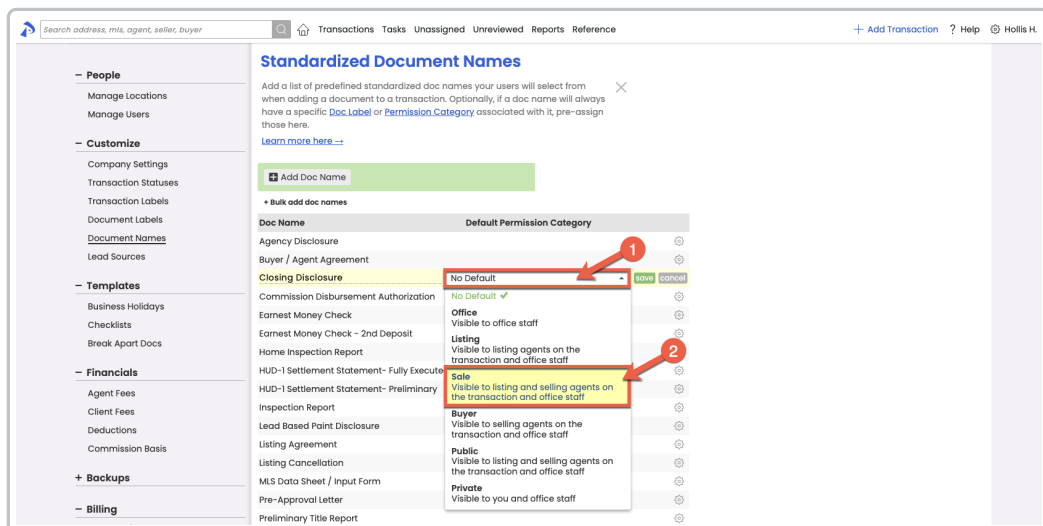 Search address, mls, agent, seller, buyer
Transactions Tasks Unassigned Unreviewed Reports Reference
+ Add Transaction
? Help
Hollis H.
– People
Manage Locations
Manage Users
– Customize
Company Settings
Transaction Statuses
Transaction Labels
Document Labels
Document Names
Lead Sources
– Templates
Business Holidays
Checklists
Break Apart Docs
– Financials
Agent Fees
Client Fees
Deductions
Commission Basis
+ Backups
– Billing
Standardized Document Names
Add a list of predefined standardized doc names your users will select from
when adding a document to a transaction. Optionally, if a doc name will always
have a specific Doc Label or Permission Category associated with it, pre-assign
those here.
Learn more here →
Add Doc Name
+ Bulk add doc names
Doc Name Default Permission Category
Agency Disclosure
Buyer / Agent Agreement
Closing Disclosure No Default save cancel
Commission Disbursement Authorization
Earnest Money Check
Earnest Money Check - 2nd Deposit
Home Inspection Report
HUD-1 Settlement Statement- Fully Execute
HUD-1 Settlement Statement- Preliminary
Inspection Report
Lead Based Paint Disclosure
Listing Agreement
Listing Cancellation
MLS Data Sheet / Input Form
Pre-Approval Letter
Preliminary Title Report
No Default ✔
Office
Visible to office staff
Listing
Visible to listing agents on the
transaction and office staff
Sale
Visible to listing and selling agents on
the transaction and office staff
Buyer
Visible to selling agents on the
transaction and office staff
Public
Visible to listing and selling agents on
the transaction and office staff
Private
Visible to you and office staff
1
2